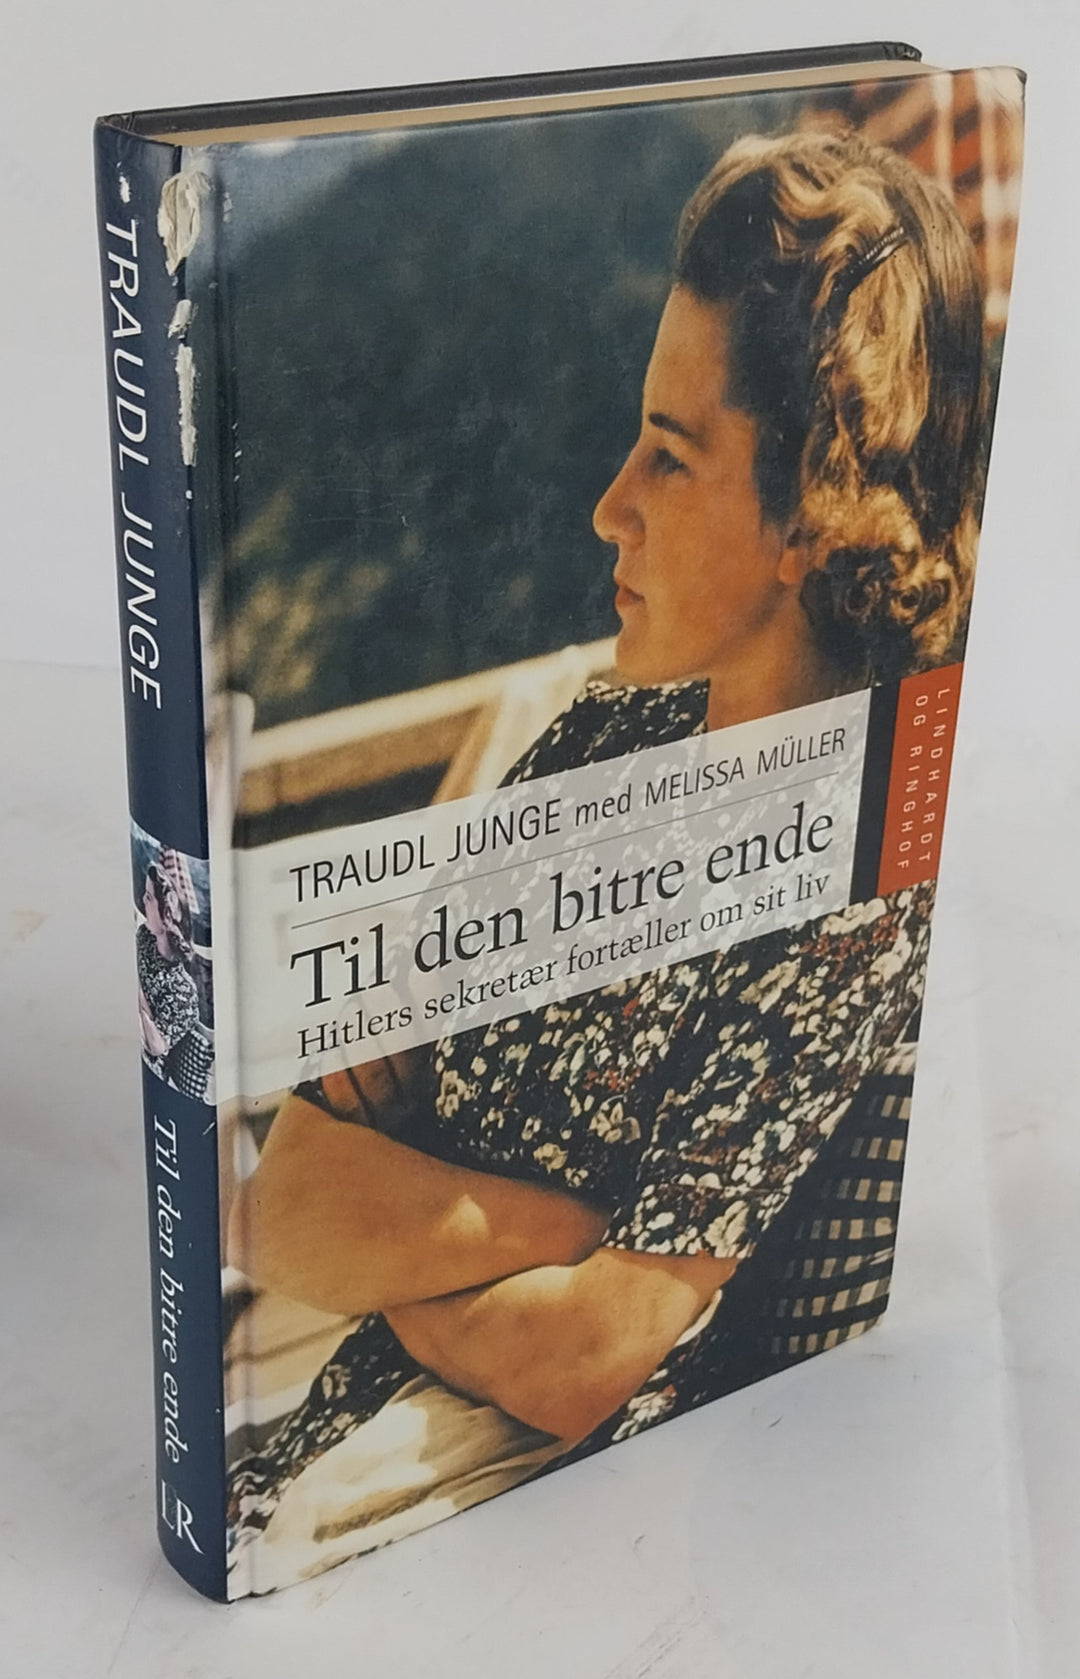 TRAUDL JUNGE
Til den bitre ende
LR
TRAUDL JUNGE med MELISSA MÜLLER
Til den bitre ende
Hitlers sekretær fortæller om sit liv
LINDHARDT
OG RINGHOF